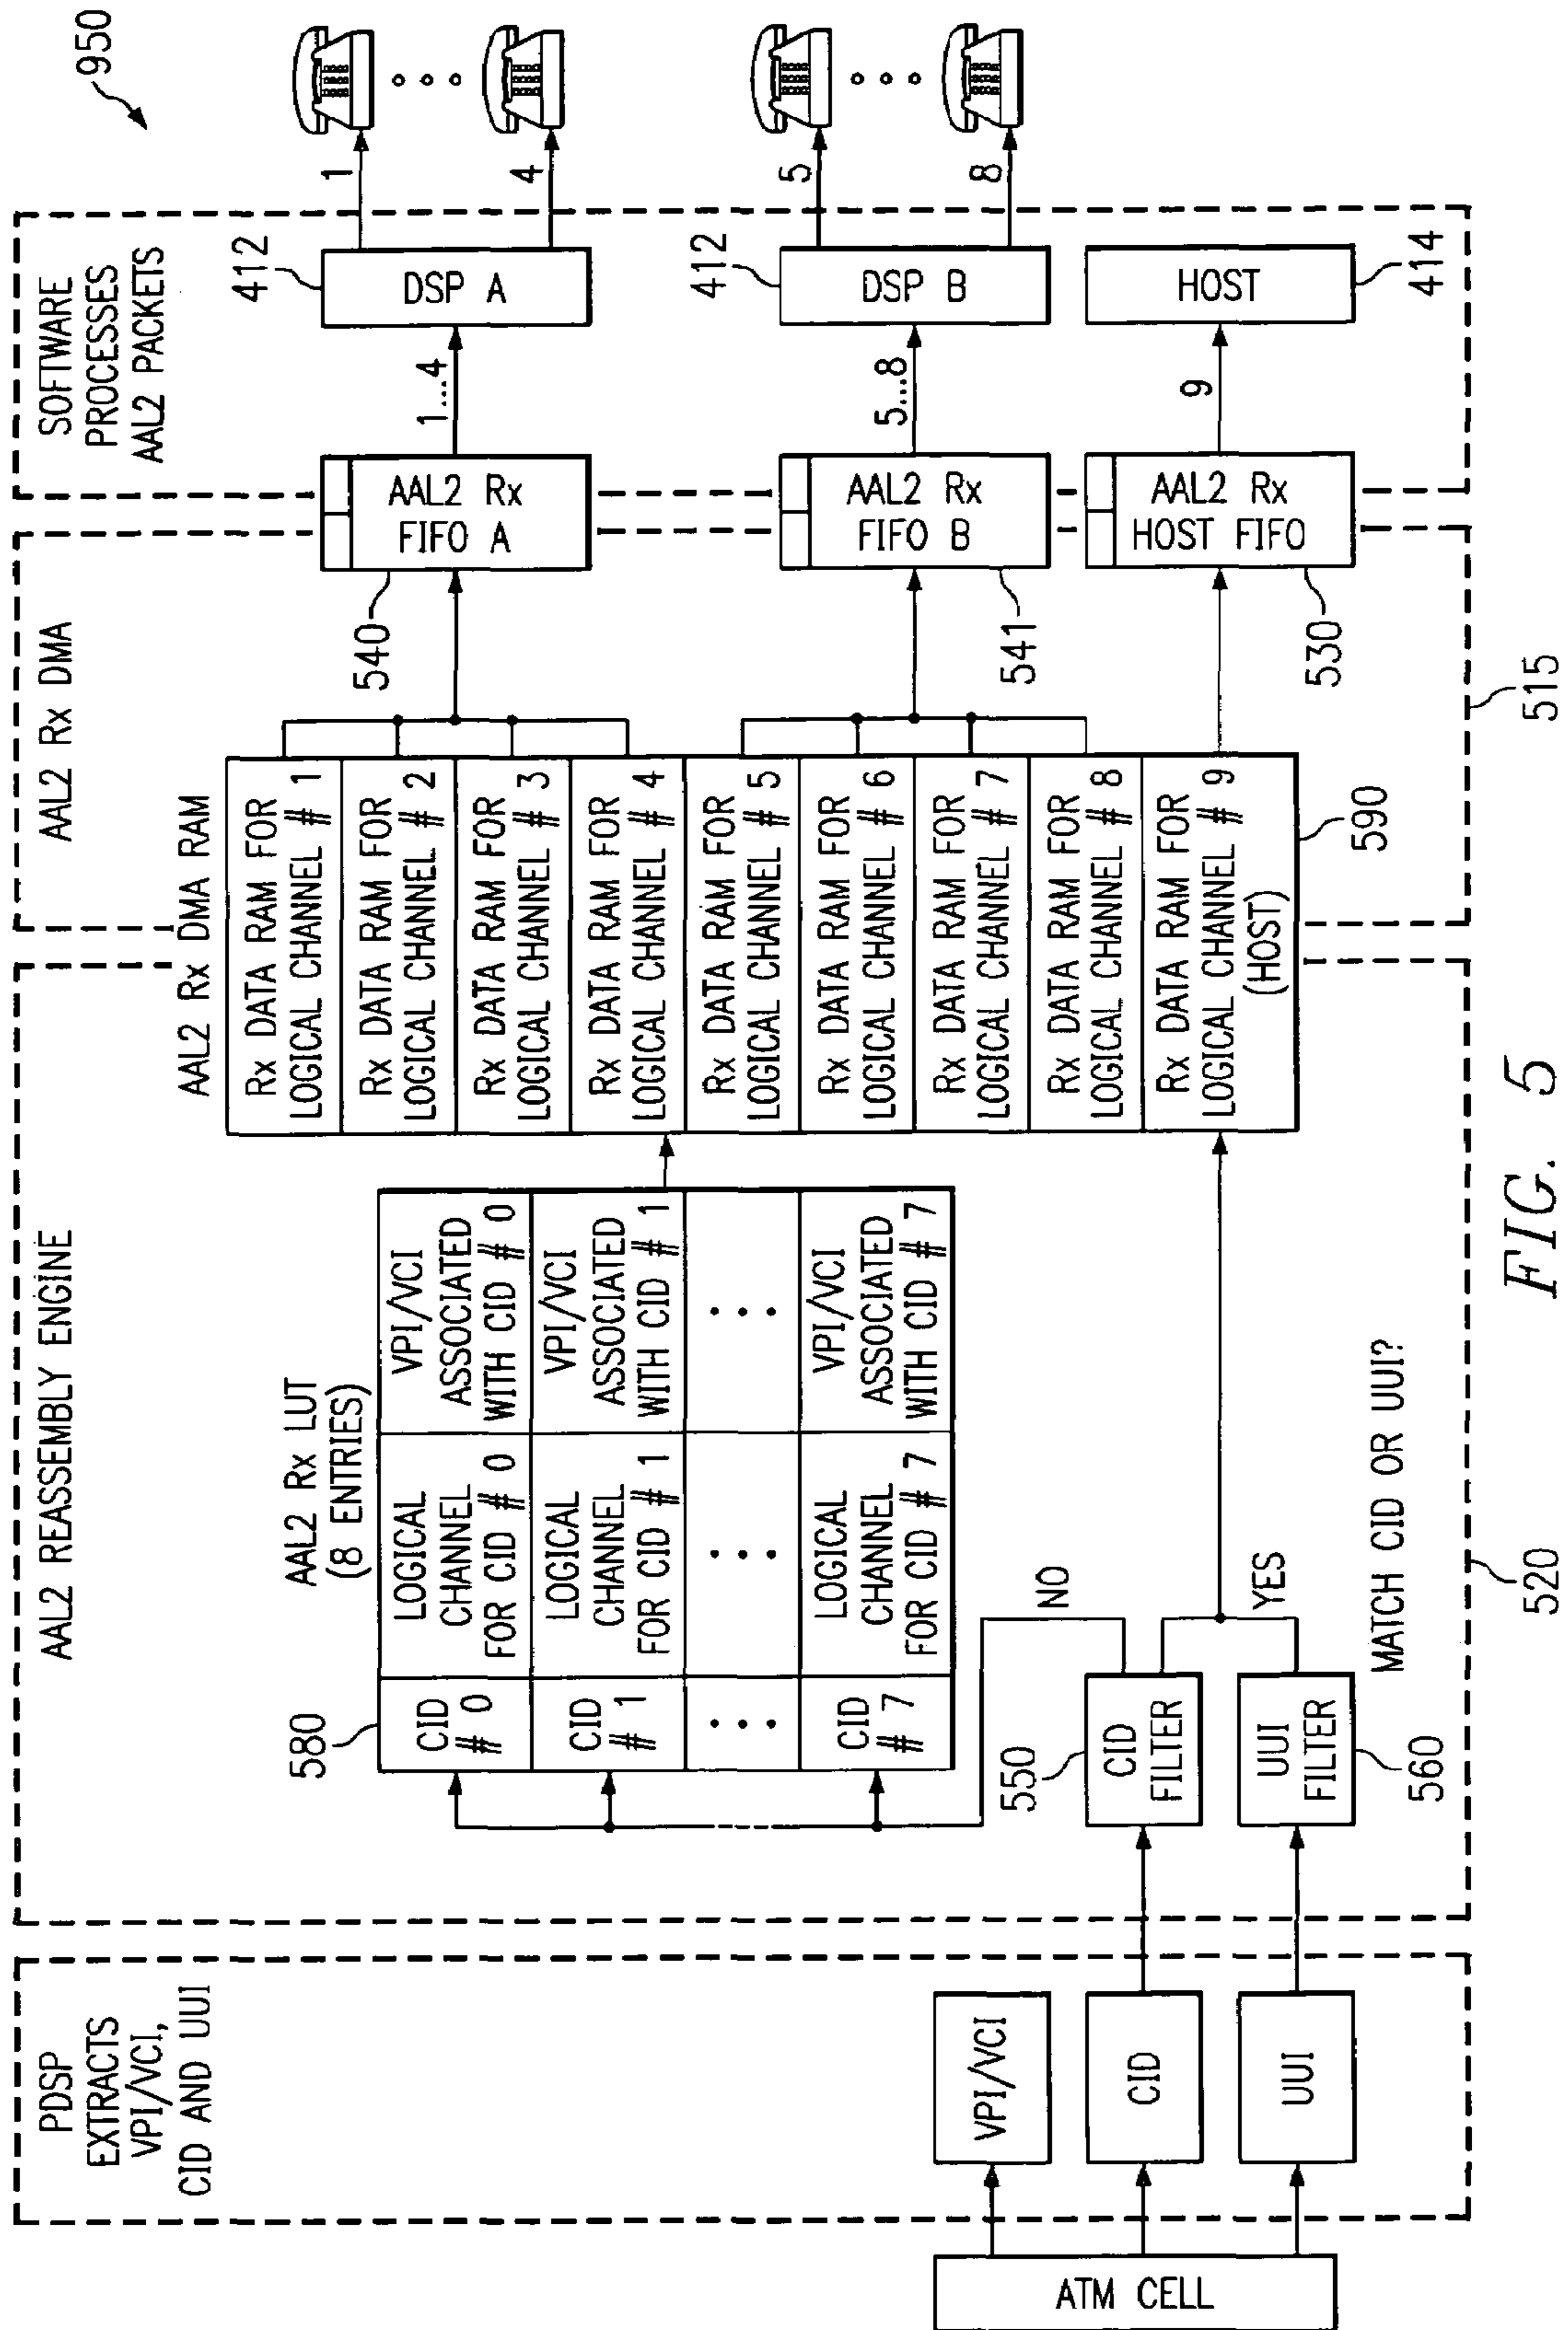 950
PDSP
EXTRACTS
VPI/VCI,
CID AND UUI
AAL2 REASSEMBLY ENGINE
AAL2 Rx DMA
SOFTWARE
PROCESSES
AAL2 PACKETS
ATM CELL
VPI/VCI
CID
UUI
580
AAL2 Rx LUT
(8 ENTRIES)
CID
# 0
LOGICAL
CHANNEL
FOR CID # 0
VPI/VCI
ASSOCIATED
WITH CID # 0
CID
# 1
LOGICAL
CHANNEL
FOR CID # 1
VPI/VCI
ASSOCIATED
WITH CID # 1
CID
# 7
LOGICAL
CHANNEL
FOR CID # 7
VPI/VCI
ASSOCIATED
WITH CID # 7
NO
550
CID
FILTER
YES
UUI
FILTER
560
MATCH CID OR UUI?
520
AAL2 Rx DMA RAM
Rx DATA RAM FOR
LOGICAL CHANNEL # 1
Rx DATA RAM FOR
LOGICAL CHANNEL # 2
Rx DATA RAM FOR
LOGICAL CHANNEL # 3
Rx DATA RAM FOR
LOGICAL CHANNEL # 4
Rx DATA RAM FOR
LOGICAL CHANNEL # 5
Rx DATA RAM FOR
LOGICAL CHANNEL # 6
Rx DATA RAM FOR
LOGICAL CHANNEL # 7
Rx DATA RAM FOR
LOGICAL CHANNEL # 8
Rx DATA RAM FOR
LOGICAL CHANNEL # 9
(HOST)
590
540
AAL2 Rx
FIFO A
1...4
412
DSP A
1
4
AAL2 Rx
FIFO B
541
5...8
412
DSP B
5
8
AAL2 Rx
HOST FIFO
530
9
HOST
414
515
FIG. 5